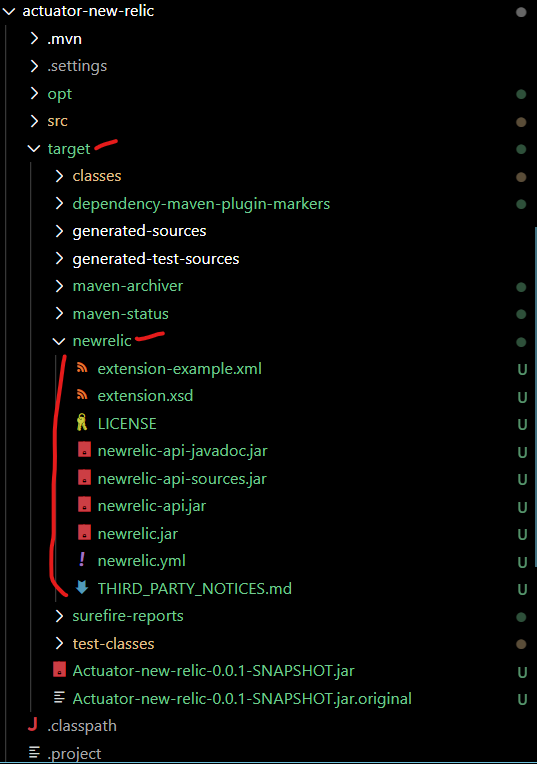 actuator-new-relic
.mvn
.settings
opt
src
target
classes
dependency-maven-plugin-markers
generated-sources
generated-test-sources
maven-archiver
maven-status
newrelic
extension-example.xml U
extension.xsd U
LICENSE U
newrelic-api-javadoc.jar U
newrelic-api-sources.jar U
newrelic-api.jar U
newrelic.jar U
! newrelic.yml U
THIRD_PARTY_NOTICES.md U
surefire-reports
test-classes
Actuator-new-relic-0.0.1-SNAPSHOT.jar U
Actuator-new-relic-0.0.1-SNAPSHOT.jar.original U
J .classpath
.project